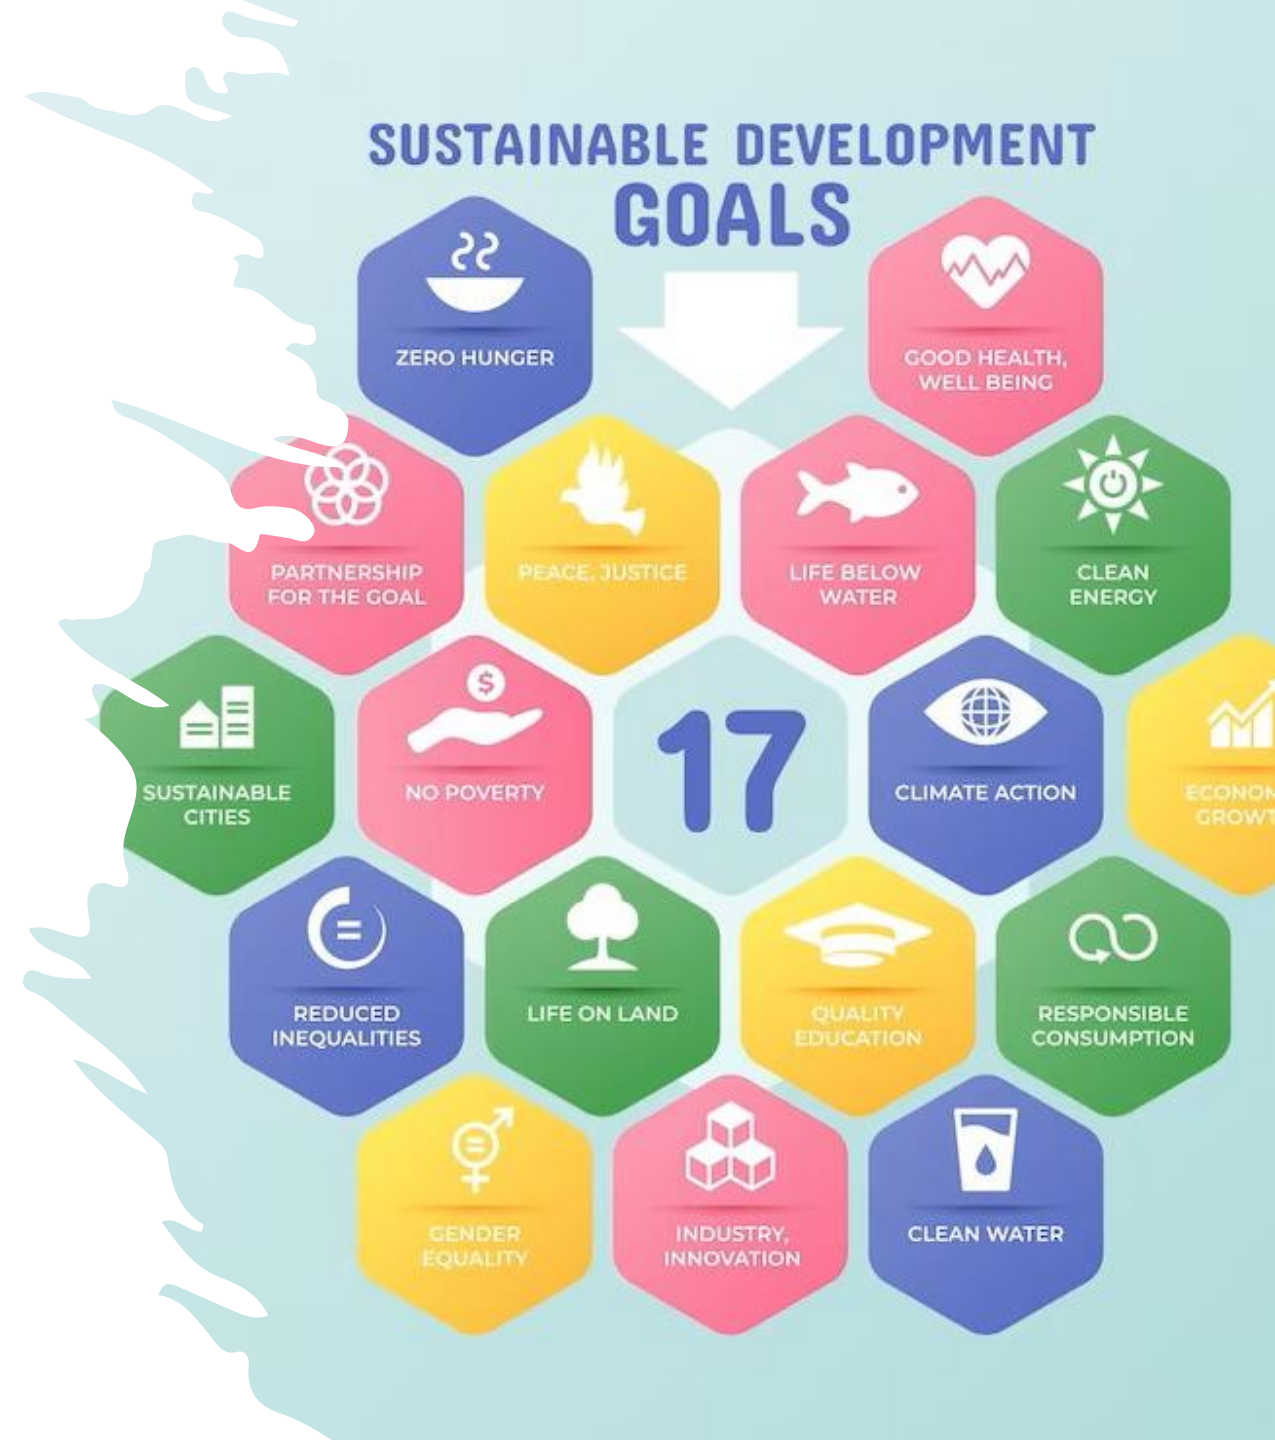 SUSTAINABLE DEVELOPMENT
GOALS
ZERO HUNGER
GOOD HEALTH,
WELL BEING
PARTNERSHIP
FOR THE GOAL
PEACE, JUSTICE
LIFE BELOW
WATER
CLEAN
ENERGY
$
SUSTAINABLE
CITIES
NO POVERTY
17
CLIMATE ACTION
ECONOM
GROWT
REDUCED
INEQUALITIES
LIFE ON LAND
QUALITY
EDUCATION
RESPONSIBLE
CONSUMPTION
GENDER
EQUALITY
INDUSTRY,
INNOVATION
CLEAN WATER